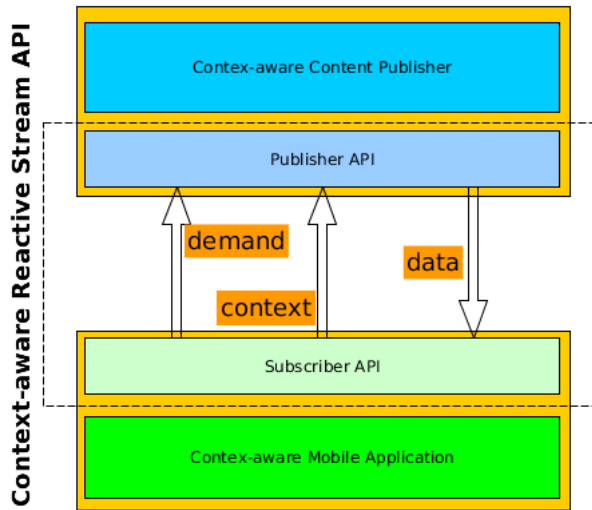 Context-aware Reactive Stream API
Contex-aware Content Publisher
Publisher API
demand
data
context
Subscriber API
Contex-aware Mobile Application